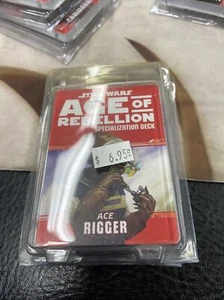 STAR WARS
AGE OF
REBELLION
SPECIALIZATION DECK
$ 6.95
ACE
RIGGER